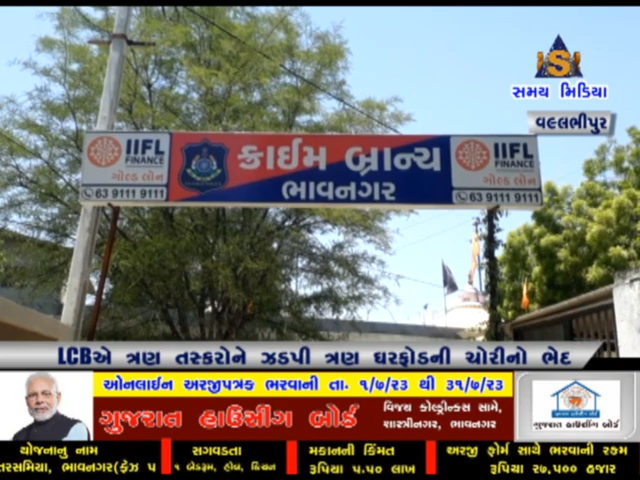 સમય મિડિયા
વલ્લભીપુર
IIFL
FINANCE
ગોલ્ડ લોન
63 9111 9111
ક્રાઈમ બ્રાન્ચ
ભાવનગર
IIFL
FINANCE
ગોલ્ડ લોન
63 9111 9111
LCBએ ત્રણ તસ્કરોને ઝડપી ત્રણ ઘરફોડની ચોરીનો ભેદ
ઓનલાઈન અરજીપત્રક ભરવાની તા. ૧/૭/૨૩ થી ૩૧/૭/૨૩
ગુજરાત હાઉસીંગ બોર્ડ
વિજય કોલ્ડ્રીન્કસ સામે,
શાસ્ત્રીનગર, ભાવનગર
ગુજરાત હાઉસીંગ બોર્ડ
યોજનાનુ નામ
તરસમિયા, ભાવનગર(ફેઝ ૫
સગવડતા
૧ બેડરૂમ, હોલ, કિચન
મકાનની કિંમત
રૂપિયા ૫.૫૦ લાખ
અરજી ફોર્મ સાથે ભરવાની રકમ
રૂપિયા ૨૭,૫૦૦ હજાર